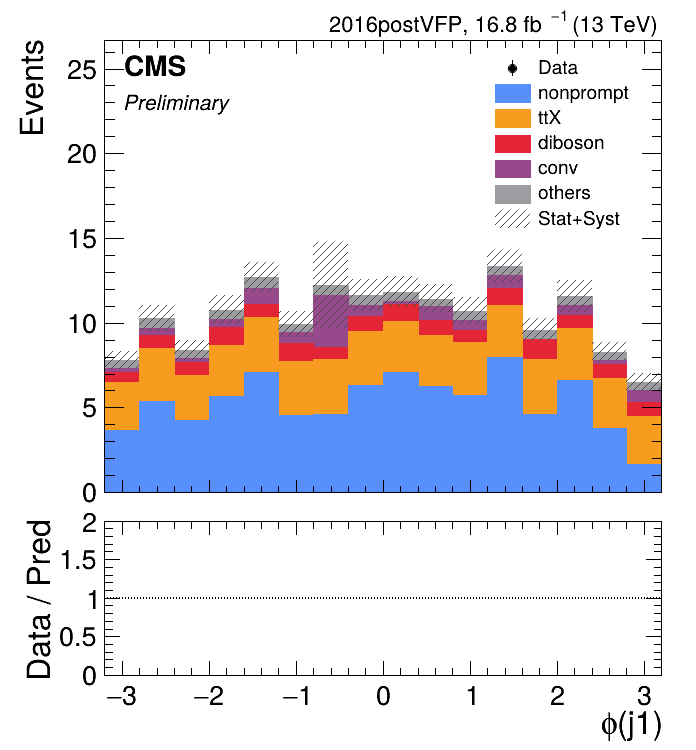 2016postVFP, 16.8 fb⁻¹ (13 TeV)
CMS
Preliminary
Events
25
20
15
10
5
0
Data
nonprompt
ttX
diboson
conv
others
Stat+Syst
Data / Pred
2
1.5
1
0.5
0
−3 −2 −1 0 1 2 3
ϕ(j1)